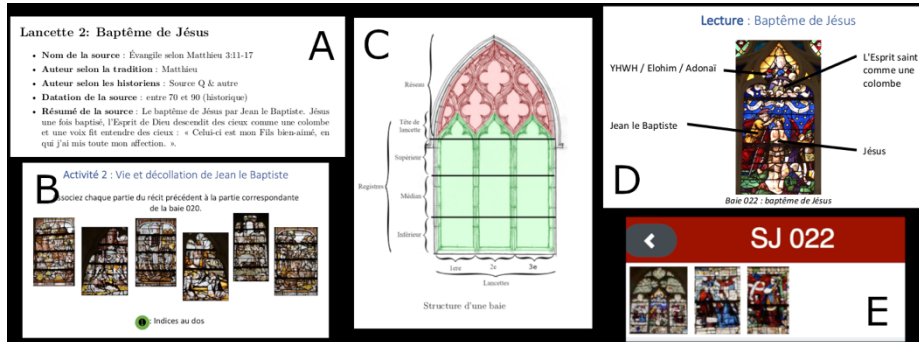 Lancette 2: Baptême de Jésus
A
• Nom de la source : Évangile selon Matthieu 3:11-17
• Auteur selon la tradition : Matthieu
• Auteur selon les historiens : Source Q & autre
• Datation de la source : entre 70 et 90 (historique)
• Résumé de la source : Le baptême de Jésus par Jean le Baptiste. Jésus
une fois baptisé, l'Esprit de Dieu descendit des cieux comme une colombe
et une voix fit entendre des cieux : « Celui-ci est mon Fils bien-aimé, en
qui j'ai mis toute mon affection. ».
B
Activité 2 : Vie et décollation de Jean le Baptiste
ssociez chaque partie du récit précédent à la partie correspondante
de la baie 020.
: Indices au dos
C
Réseau
Tête de
lancette
Supérieur
Registres
Médian
Inférieur
1ère
2e
3e
Lancettes
Structure d'une baie
Lecture : Baptême de Jésus
YHWH / Elohim / Adonaï
L'Esprit saint
comme une
colombe
Jean le Baptiste
Jésus
D
Baie 022 : baptême de Jésus
SJ 022
E